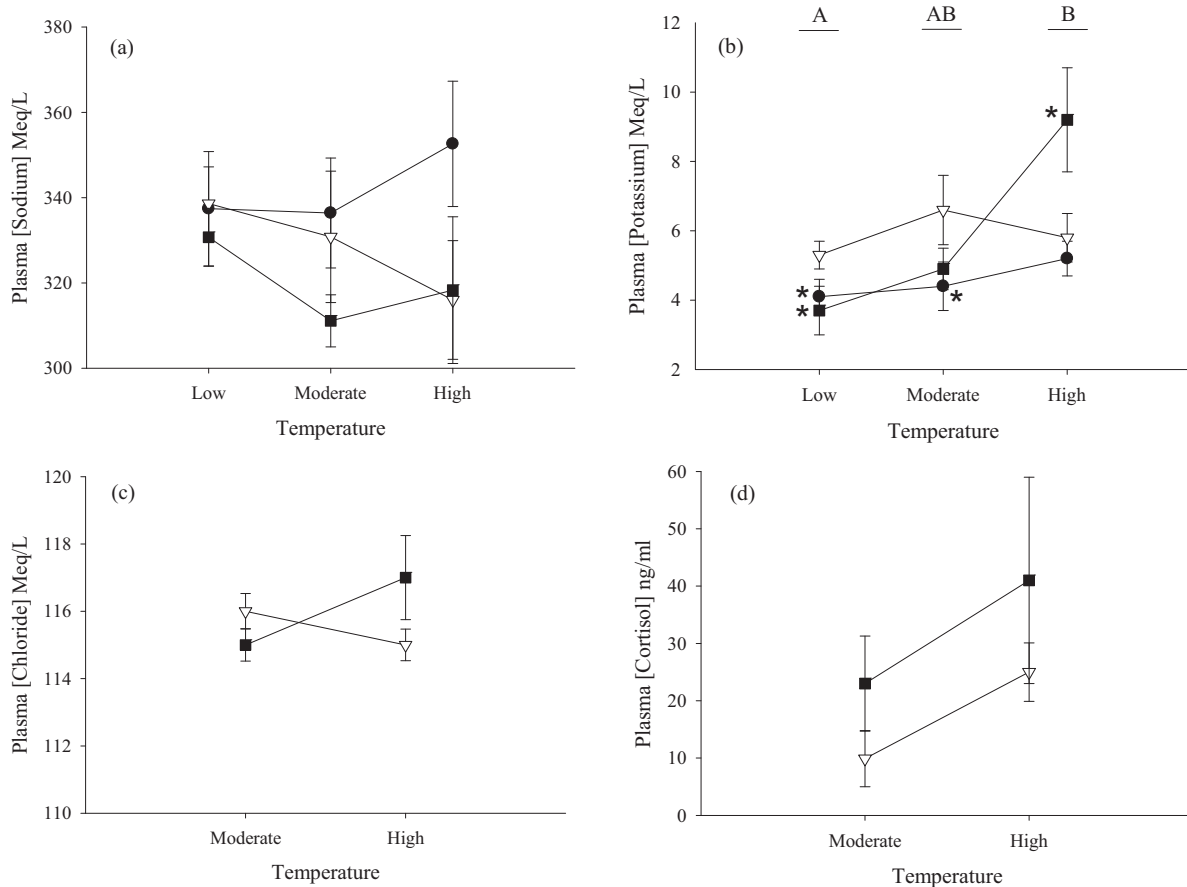 (a)
Plasma [Sodium] Meq/L
380
360
340
320
300
Low Moderate High
Temperature
(b)
A AB B
Plasma [Potassium] Meq/L
12
10
8
6
4
2
*
*
*
*
Low Moderate High
Temperature
(c)
Plasma [Chloride] Meq/L
120
118
116
114
112
110
Moderate High
Temperature
(d)
Plasma [Cortisol] ng/ml
60
50
40
30
20
10
0
Moderate High
Temperature